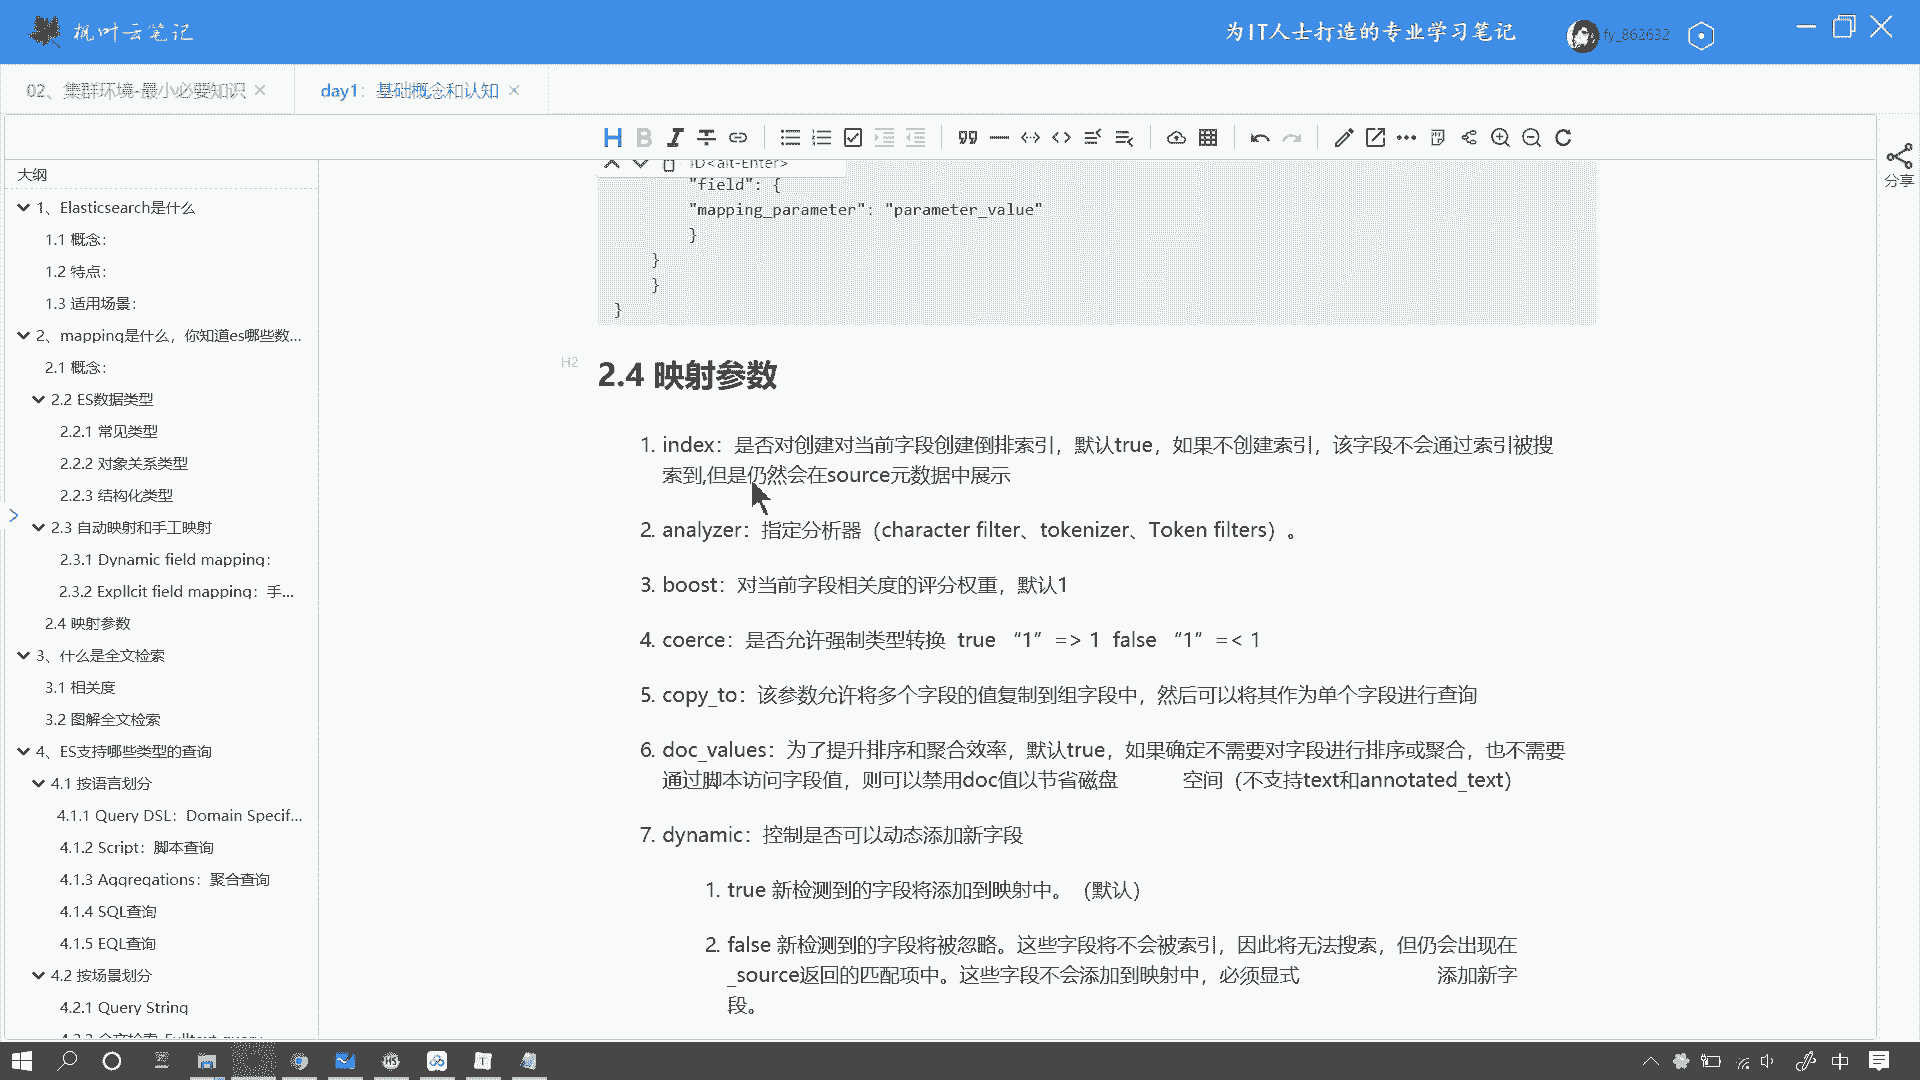 枫叶云笔记
为IT人士打造的专业学习笔记
fy_862632
02、集群环境-最小必要知识
day1：基础概念和认知
分享
大纲
1、Elasticsearch是什么
1.1 概念：
1.2 特点：
1.3 适用场景：
2、mapping是什么，你知道es哪些数...
2.1 概念：
2.2 ES数据类型
2.2.1 常见类型
2.2.2 对象关系类型
2.2.3 结构化类型
2.3 自动映射和手工映射
2.3.1 Dynamic field mapping：
2.3.2 Expllcit field mapping：手...
2.4 映射参数
3、什么是全文检索
3.1 相关度
3.2 图解全文检索
4、ES支持哪些类型的查询
4.1 按语言划分
4.1.1 Query DSL：Domain Specif...
4.1.2 Script：脚本查询
4.1.3 Aggregations：聚合查询
4.1.4 SQL查询
4.1.5 EQL查询
4.2 按场景划分
4.2.1 Query String
ID<alt-Enter>
"field": {
"mapping_parameter": "parameter_value"
}
}
}
}
H2
2.4 映射参数
1. index：是否对创建对当前字段创建倒排索引，默认true，如果不创建索引，该字段不会通过索引被搜
索到,但是仍然会在source元数据中展示
2. analyzer：指定分析器（character filter、tokenizer、Token filters）。
3. boost：对当前字段相关度的评分权重，默认1
4. coerce：是否允许强制类型转换 true “1” => 1 false “1” =< 1
5. copy_to：该参数允许将多个字段的值复制到组字段中，然后可以将其作为单个字段进行查询
6. doc_values：为了提升排序和聚合效率，默认true，如果确定不需要对字段进行排序或聚合，也不需要
通过脚本访问字段值，则可以禁用doc值以节省磁盘 空间（不支持text和annotated_text）
7. dynamic：控制是否可以动态添加新字段
1. true 新检测到的字段将添加到映射中。（默认）
2. false 新检测到的字段将被忽略。这些字段将不会被索引，因此将无法搜索，但仍会出现在
_source返回的匹配项中。这些字段不会添加到映射中，必须显式 添加新字
段。
中